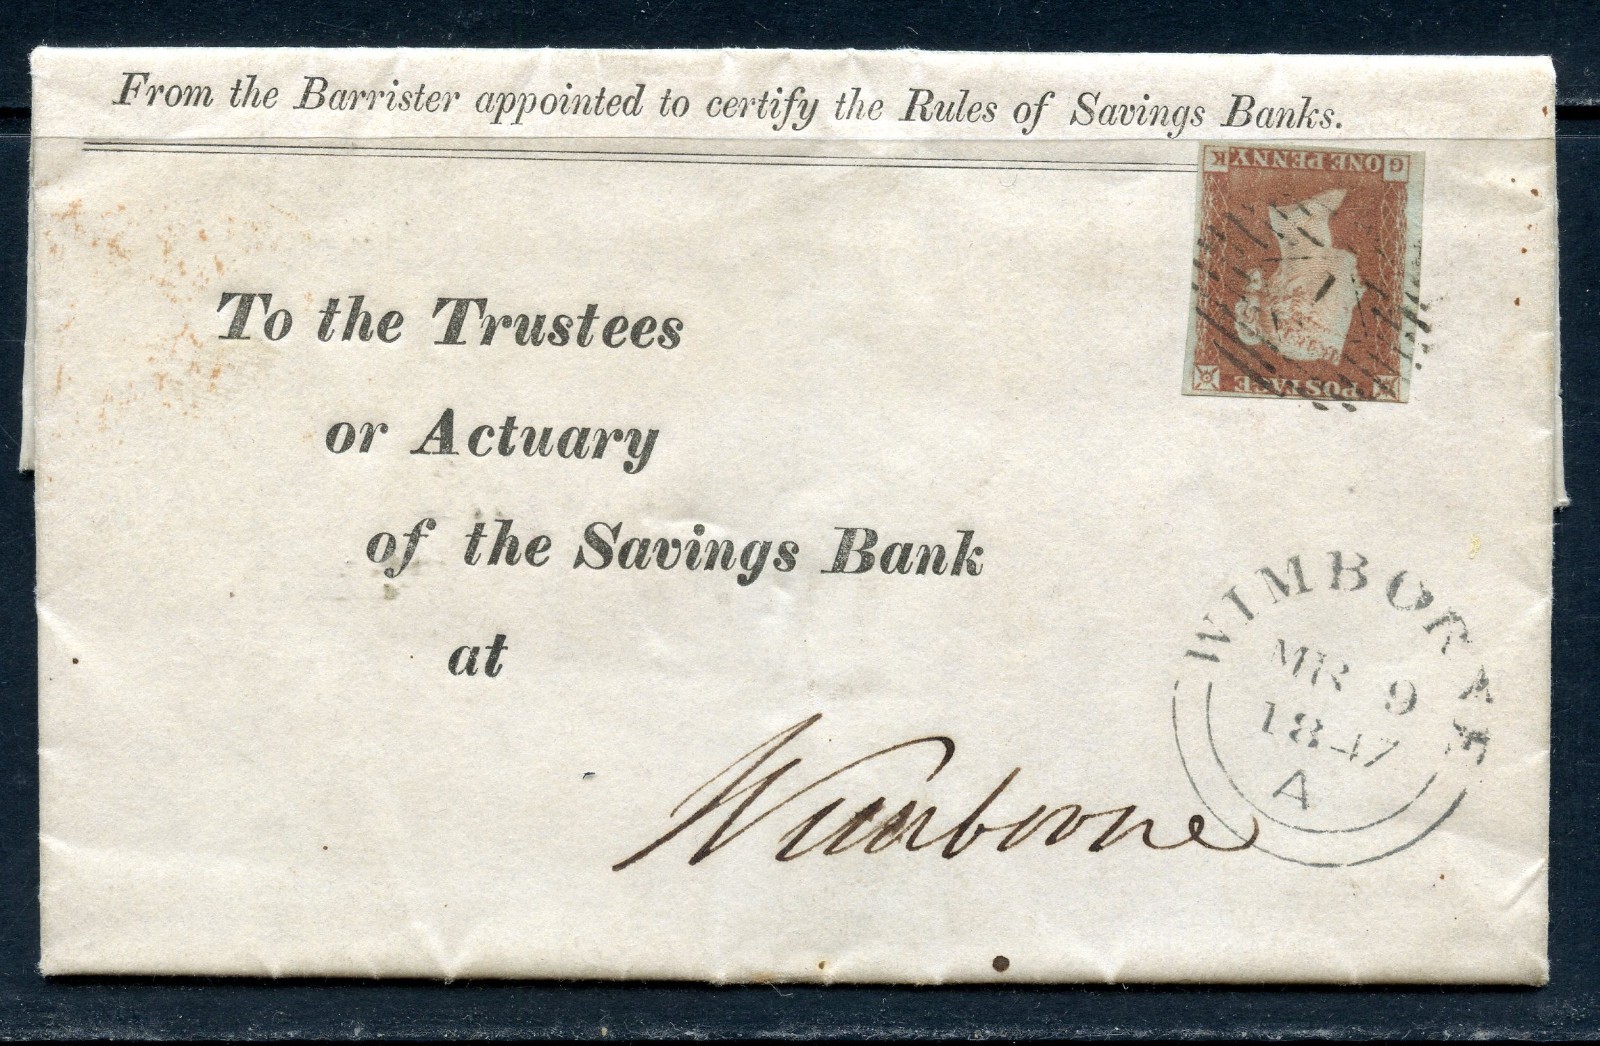 From the Barrister appointed to certify the Rules of Savings Banks.
G ONE PENNY K
POSTAGE
To the Trustees
or Actuary
of the Savings Bank
at
Wimborne
WIMBORNE
MR 9
1847
A